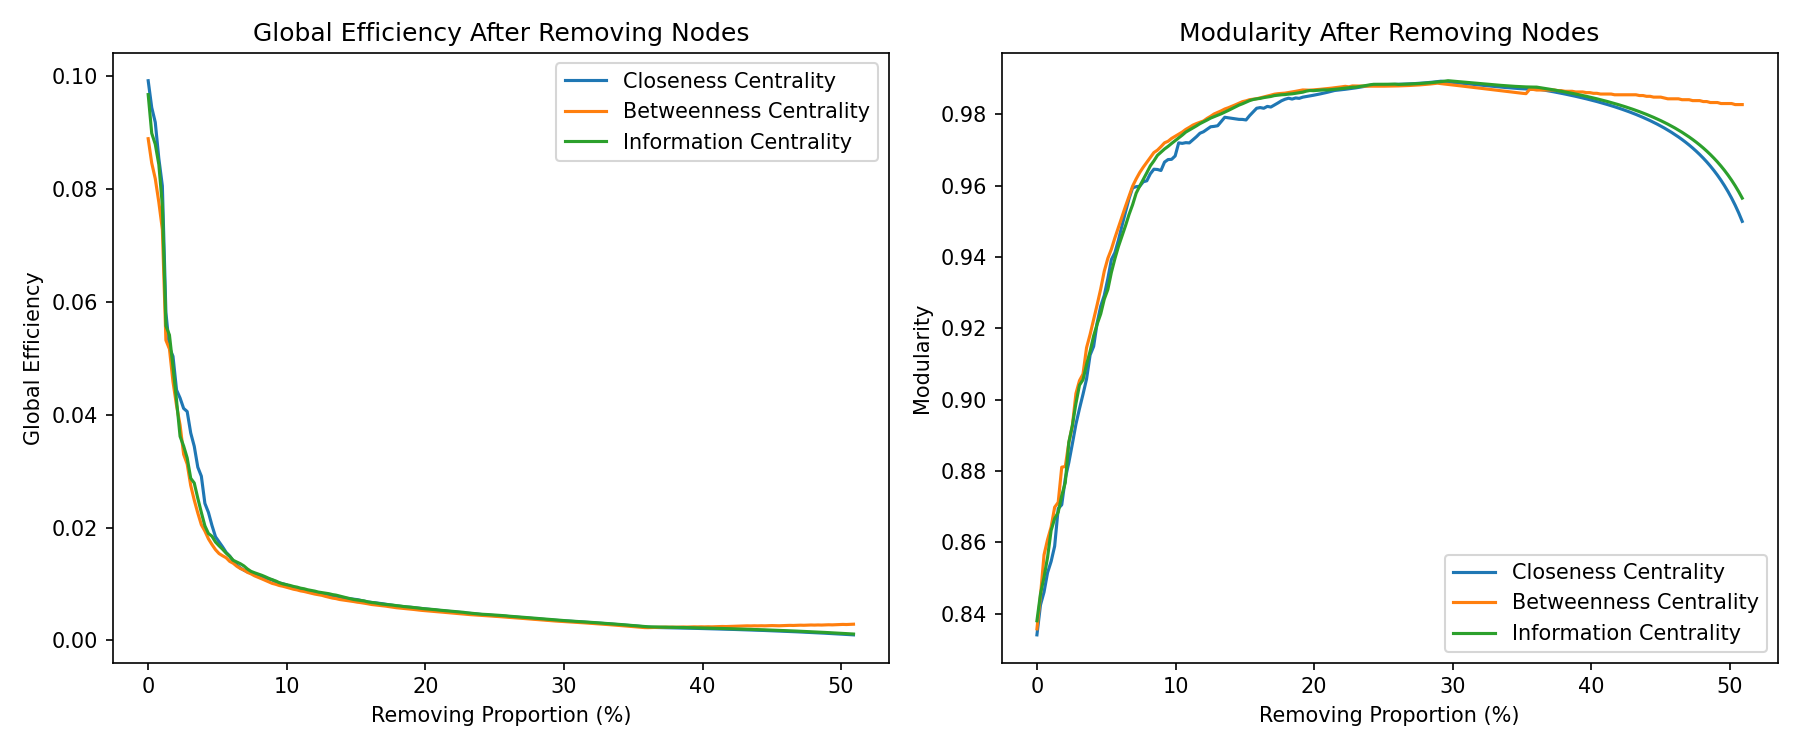 Global Efficiency After Removing Nodes
Global Efficiency
0.10
0.08
0.06
0.04
0.02
0.00
Closeness Centrality
Betweenness Centrality
Information Centrality
0 10 20 30 40 50
Removing Proportion (%)
Modularity After Removing Nodes
Modularity
0.98
0.96
0.94
0.92
0.90
0.88
0.86
0.84
Closeness Centrality
Betweenness Centrality
Information Centrality
0 10 20 30 40 50
Removing Proportion (%)